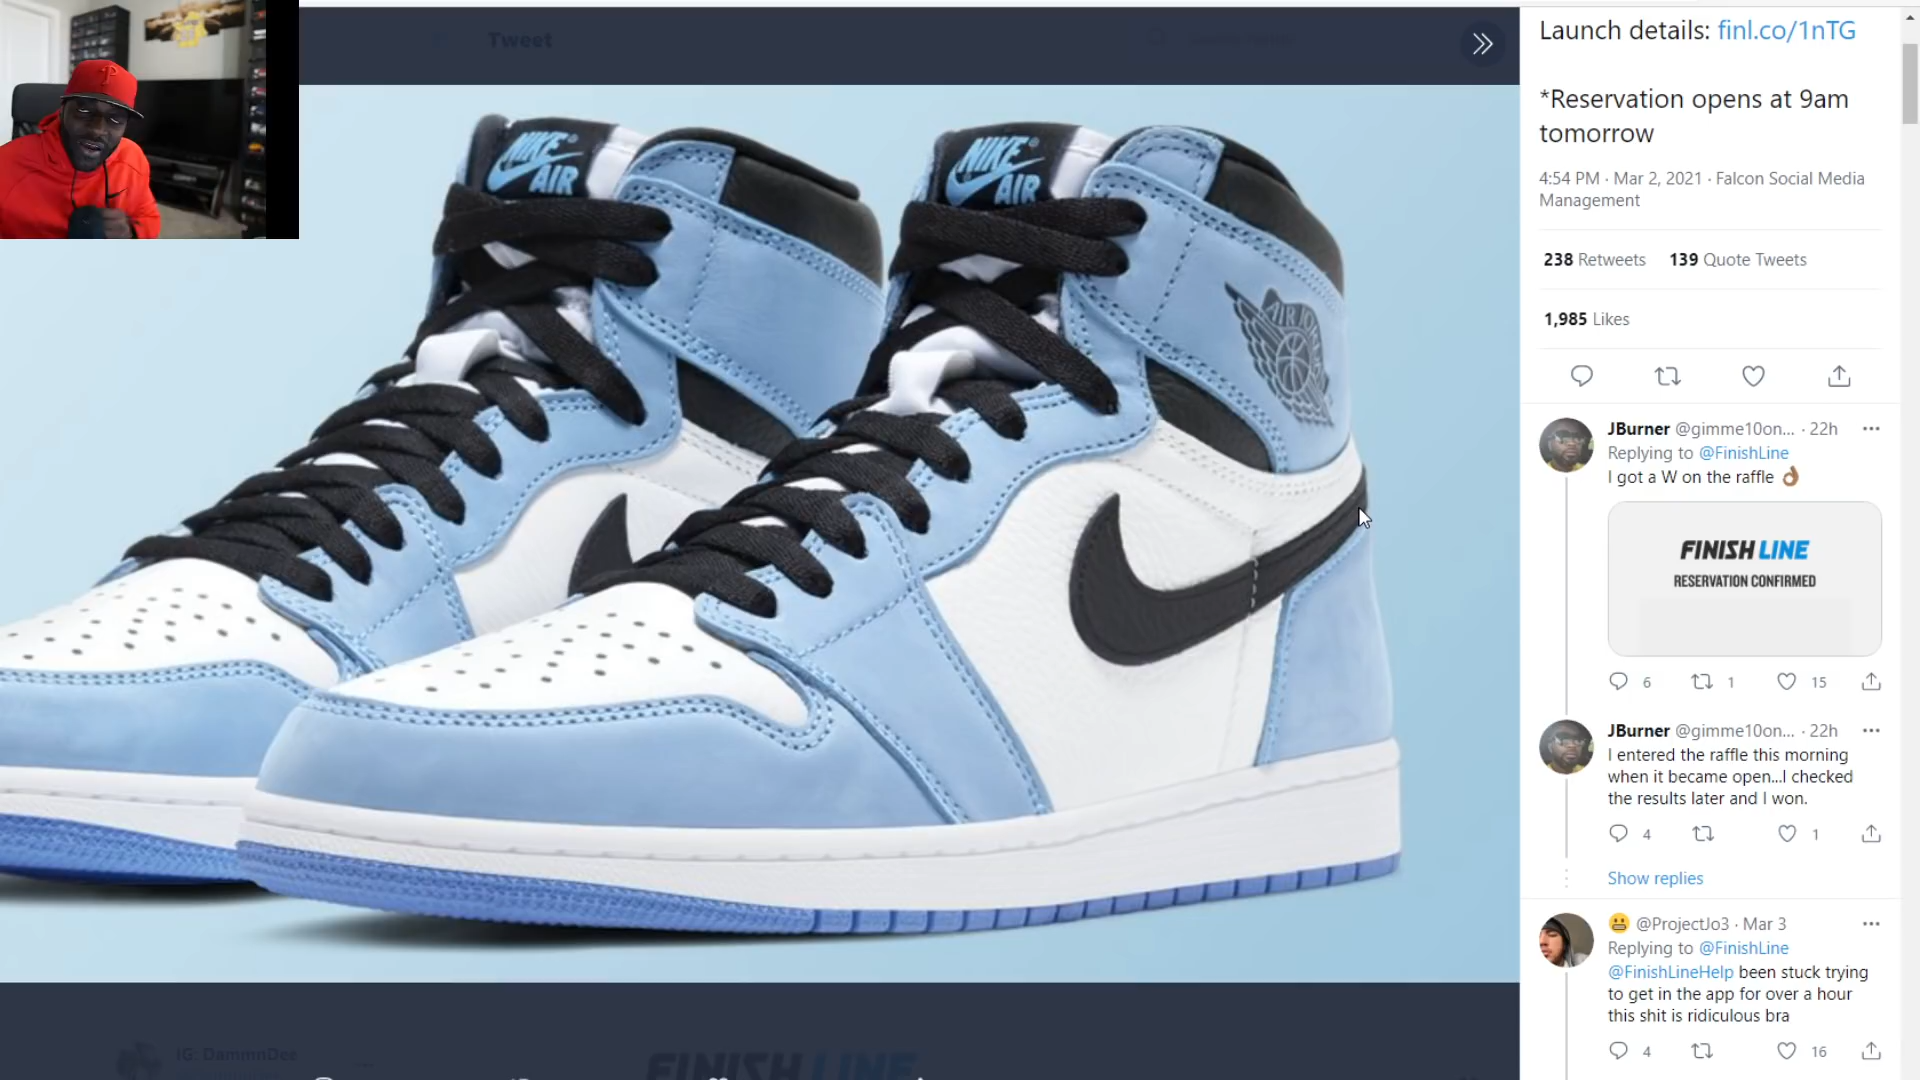 Tweet
NIKE
AIR
NIKE
AIR
Launch details: finl.co/1nTG
*Reservation opens at 9am
tomorrow
4:54 PM · Mar 2, 2021 · Falcon Social Media
Management
238 Retweets 139 Quote Tweets
1,985 Likes
JBurner @gimme10on... · 22h
Replying to @FinishLine
I got a W on the raffle 👌🏾
FINISH LINE
RESERVATION CONFIRMED
6 1 15
JBurner @gimme10on... · 22h
I entered the raffle this morning
when it became open...I checked
the results later and I won.
4 1
Show replies
😬 @ProjectJo3 · Mar 3
Replying to @FinishLine
@FinishLineHelp been stuck trying
to get in the app for over a hour
this shit is ridiculous bra
4 16
IG: DammnDee
FINISH LINE